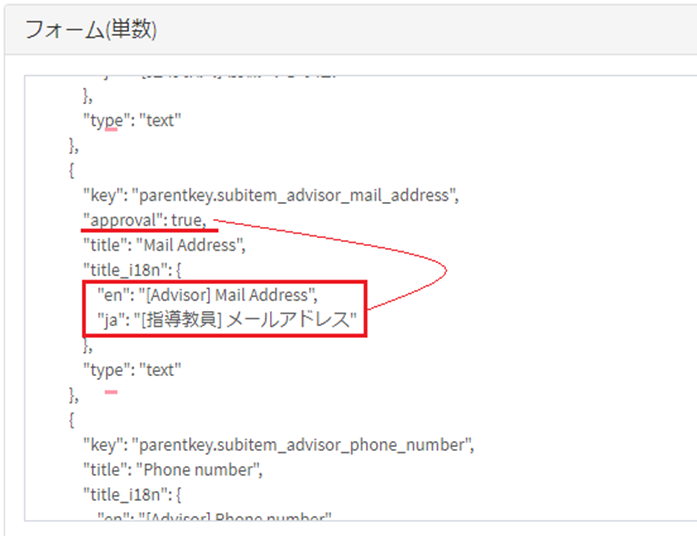 フォーム(単数)
},
"type": "text"
},
{
"key": "parentkey.subitem_advisor_mail_address",
"approval": true,
"title": "Mail Address",
"title_i18n": {
"en": "[Advisor] Mail Address",
"ja": "[指導教員] メールアドレス"
},
"type": "text"
},
{
"key": "parentkey.subitem_advisor_phone_number",
"title": "Phone number",
"title_i18n": {
"en": "[Advisor] Phone number"